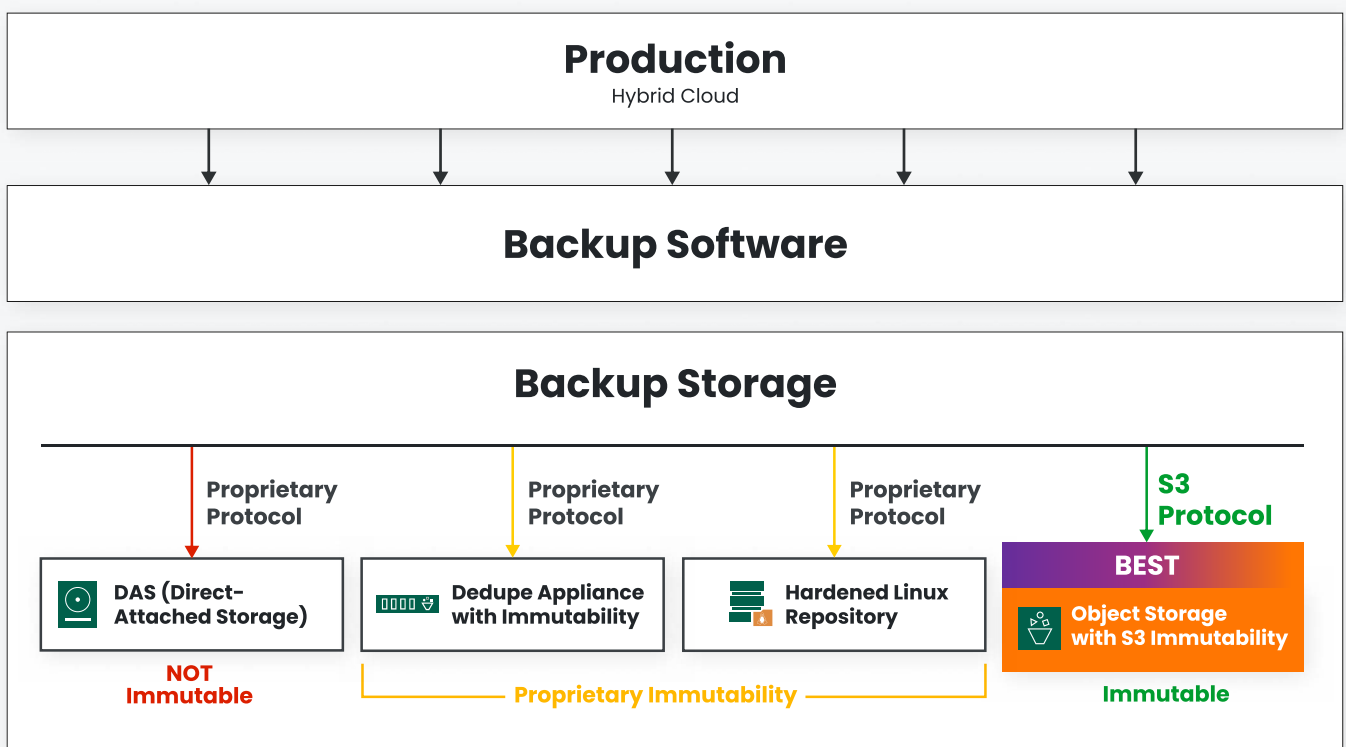 Production
Hybrid Cloud
Backup Software
Backup Storage
Proprietary
Protocol
Proprietary
Protocol
Proprietary
Protocol
S3
Protocol
DAS (Direct-
Attached Storage)
Dedupe Appliance
with Immutability
Hardened Linux
Repository
BEST
Object Storage
with S3 Immutability
NOT
Immutable
Proprietary Immutability
Immutable